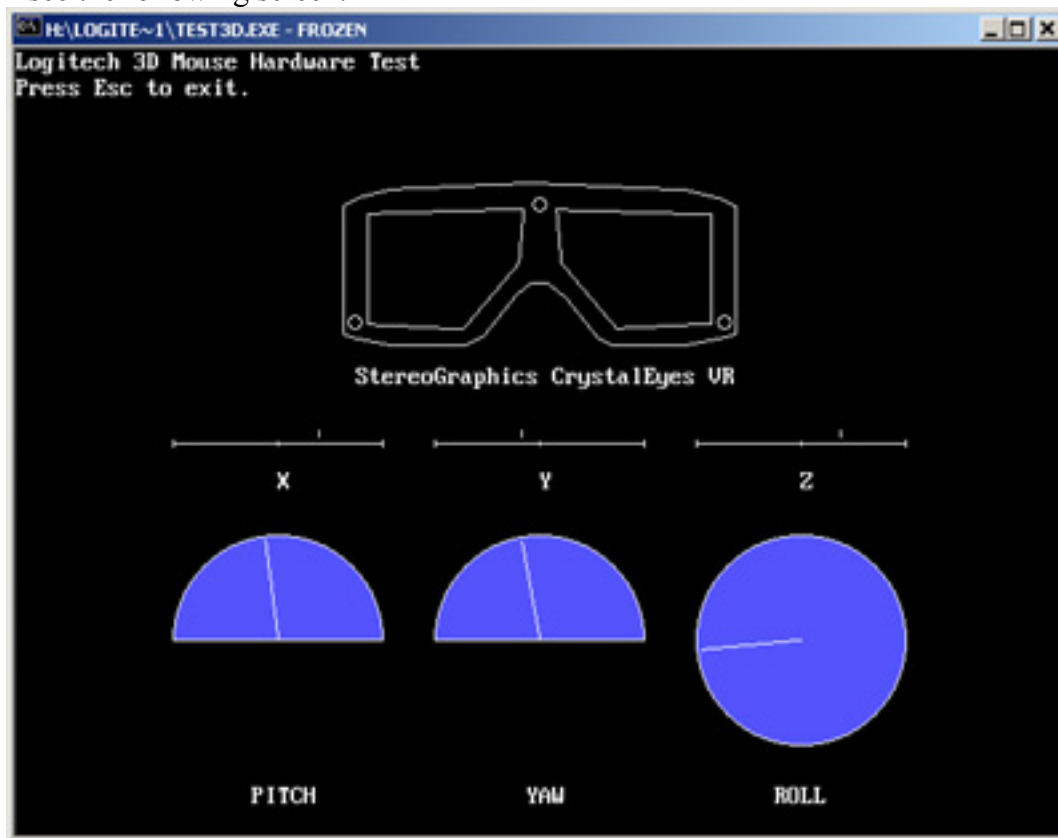 H:\LOGITE~1\TEST3D.EXE - FROZEN
Logitech 3D Mouse Hardware Test
Press Esc to exit.
StereoGraphics CrystalEyes VR
X Y Z
PITCH YAW ROLL